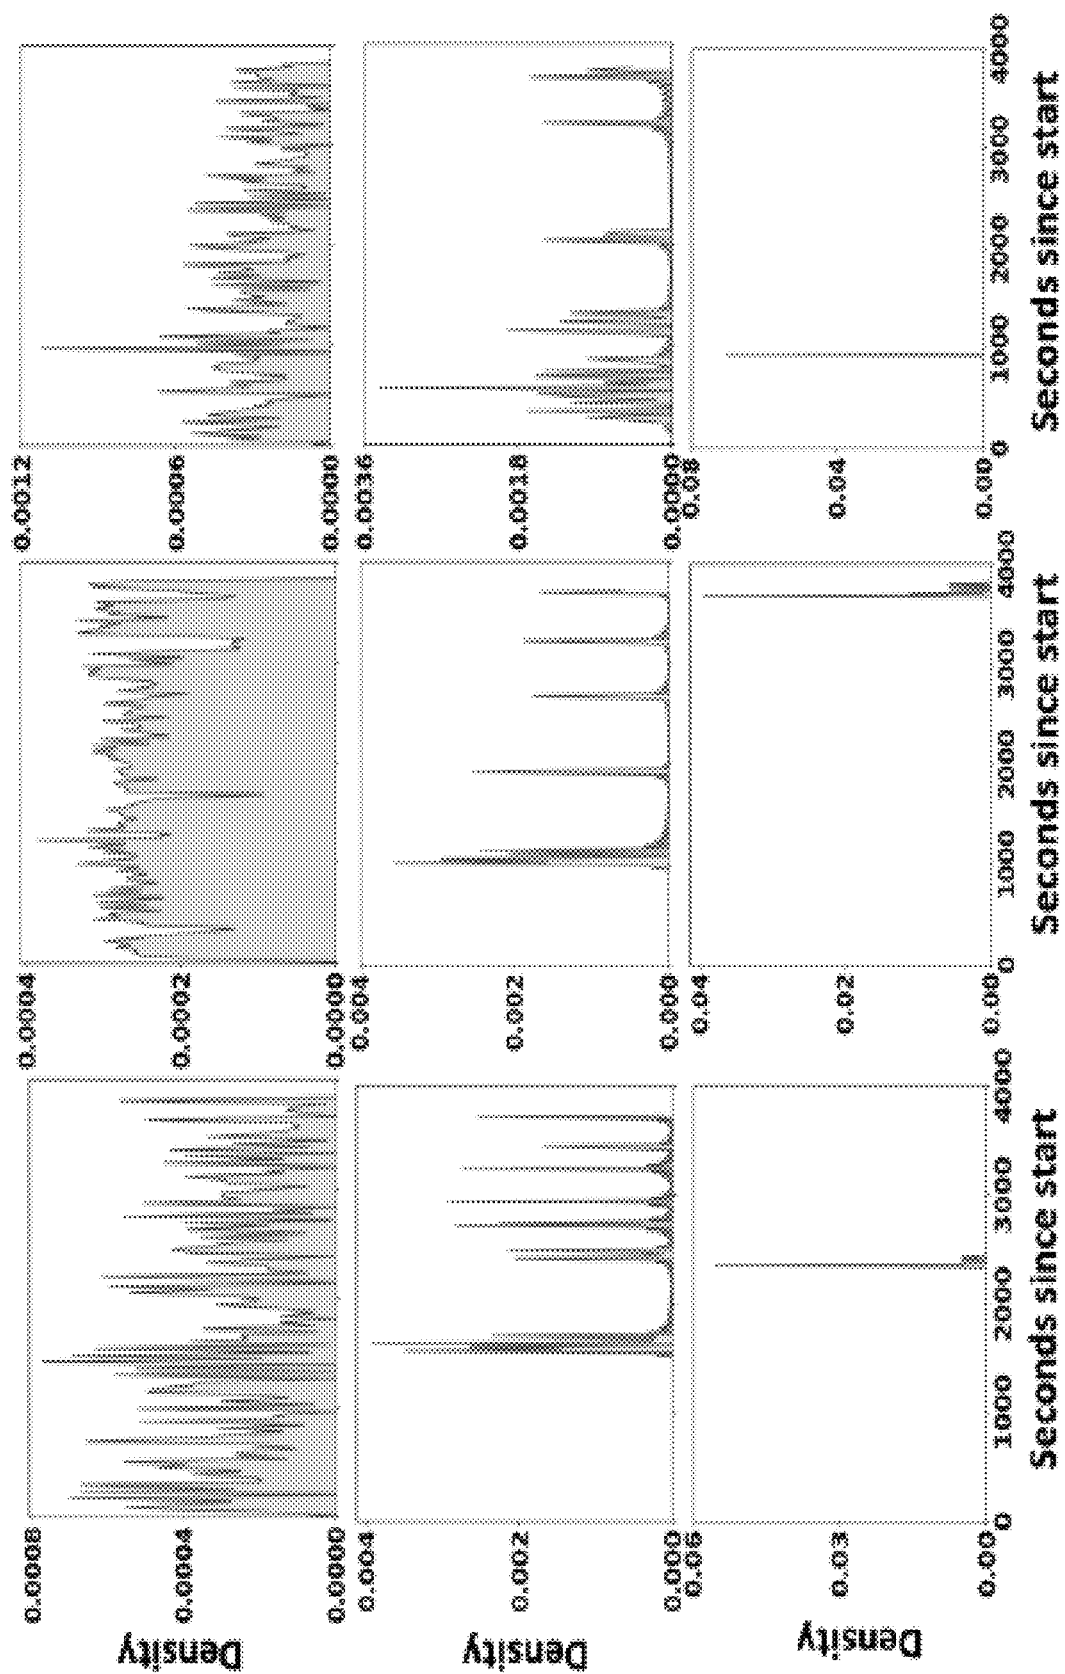 0.0008 0.0004 0.0012
Density 0.0004 0.0002 0.0006
0.0000 0.0000 0.0000
0.004 0.004 0.0036
Density 0.002 0.002 0.0018
0.000 0.000 0.0000
0.06 0.04 0.08
Density 0.03 0.02 0.04
0.00 0.00 0.00
0 1000 2000 3000 4000 0 1000 2000 3000 4000 0 1000 2000 3000 4000
Seconds since start Seconds since start Seconds since start